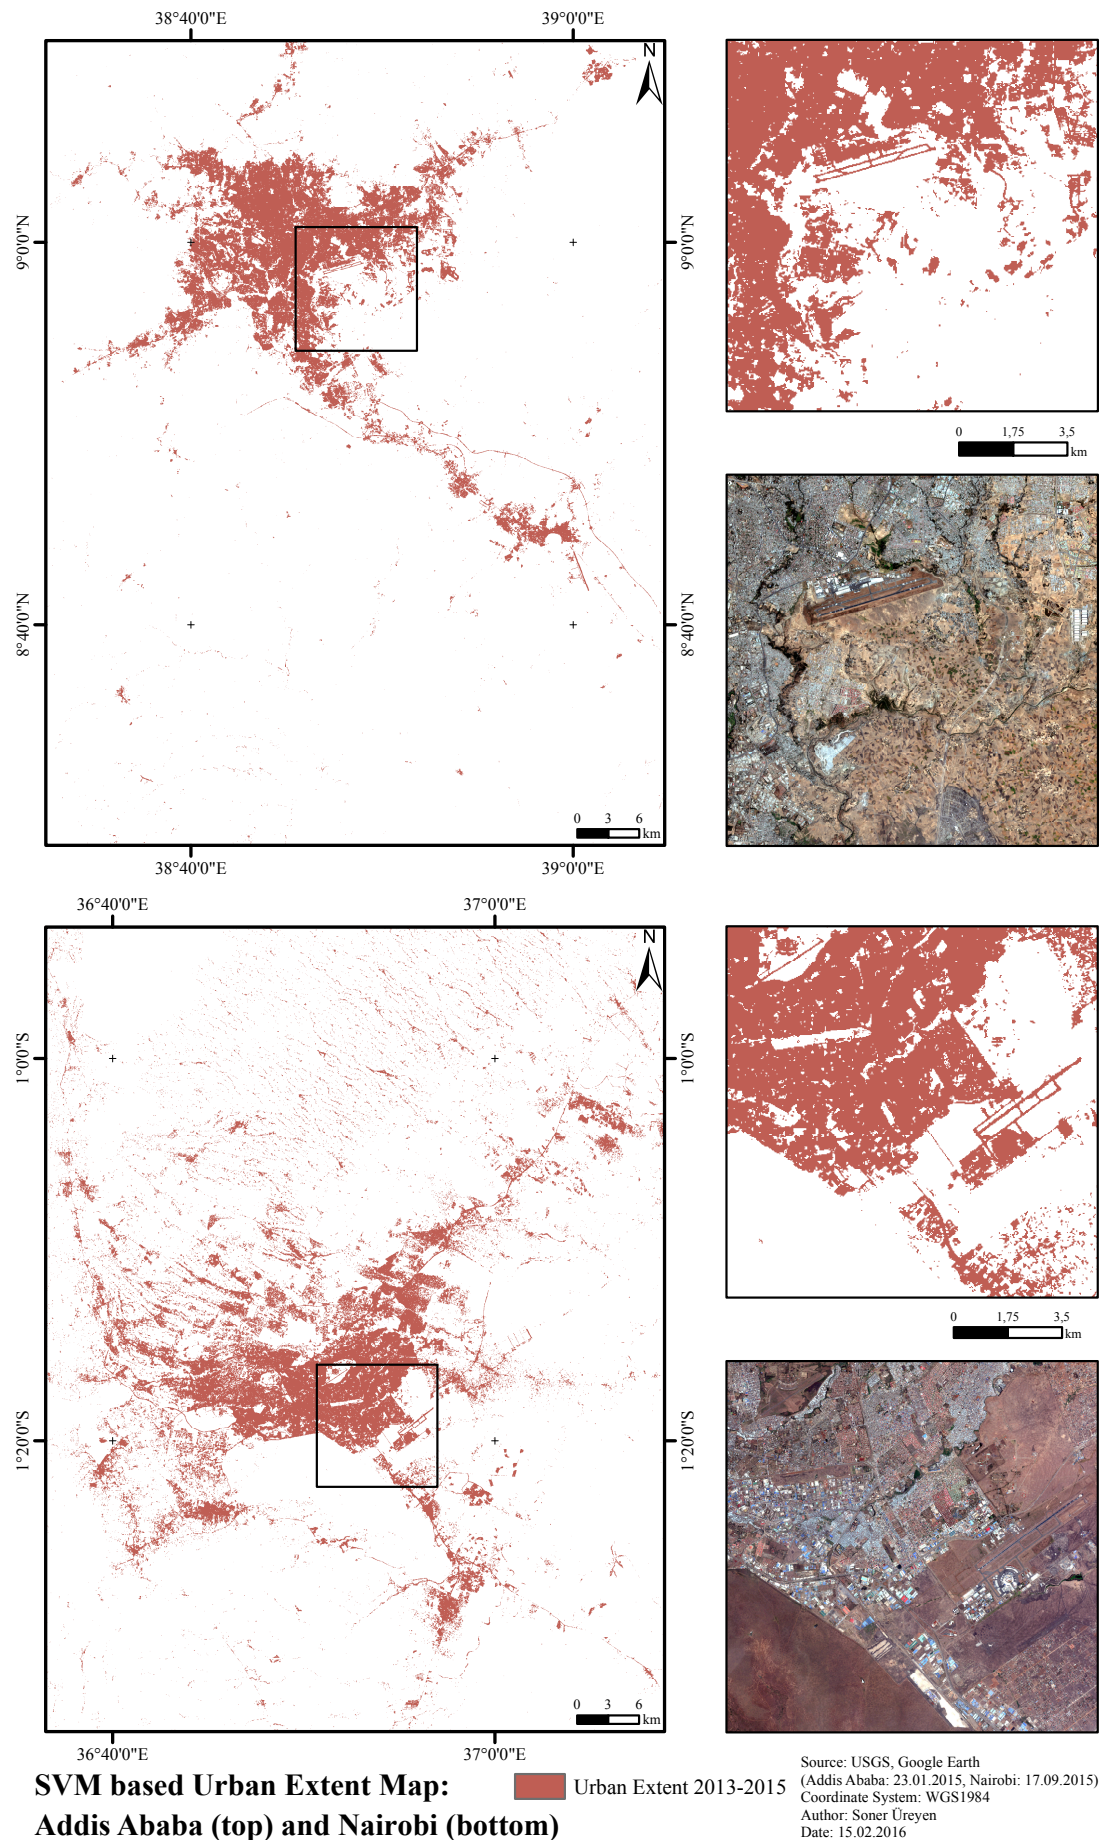 38°40'0"E 39°0'0"E
N
9°0'0"N 9°0'0"N
0 1,75 3,5
km
8°40'0"N 8°40'0"N
0 3 6
km
38°40'0"E 39°0'0"E
36°40'0"E 37°0'0"E
N
1°0'0"S 1°0'0"S
0 1,75 3,5
km
1°20'0"S 1°20'0"S
0 3 6
km
36°40'0"E 37°0'0"E
SVM based Urban Extent Map:
Addis Ababa (top) and Nairobi (bottom)
Urban Extent 2013-2015
Source: USGS, Google Earth
(Addis Ababa: 23.01.2015, Nairobi: 17.09.2015)
Coordinate System: WGS1984
Author: Soner Üreyen
Date: 15.02.2016